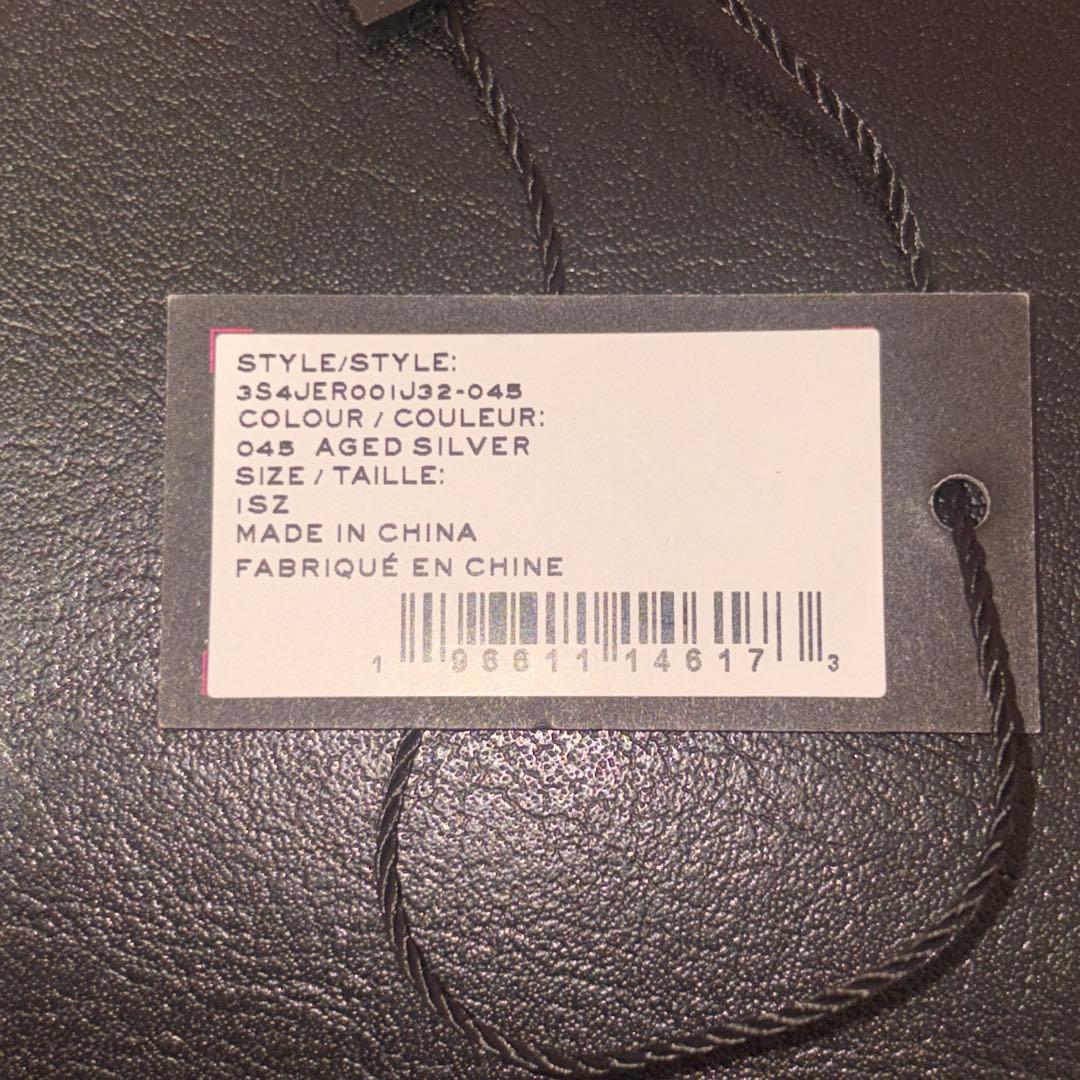 STYLE/STYLE:
3S4JER001J32-045
COLOUR / COULEUR:
045 AGED SILVER
SIZE / TAILLE:
1SZ
MADE IN CHINA
FABRIQUÉ EN CHINE
1 96611 14617 3